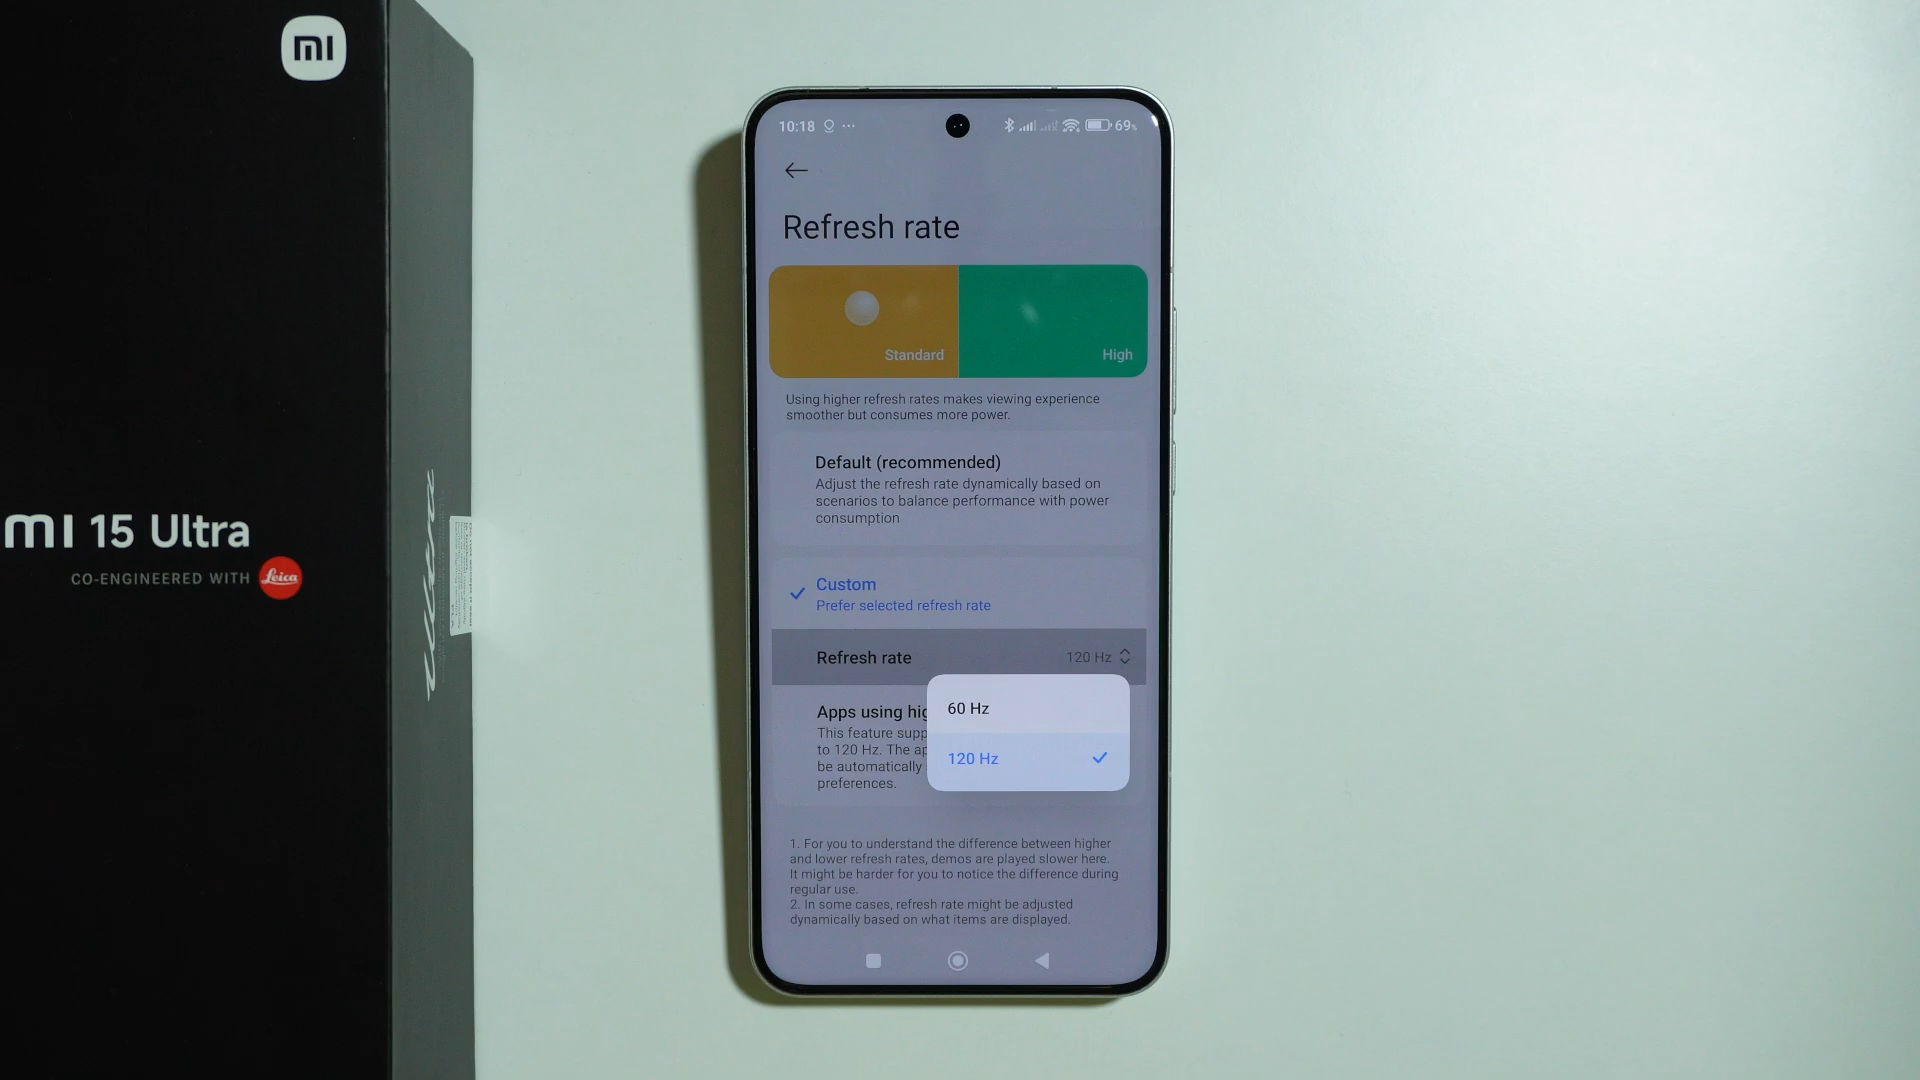 mi
mi 15 Ultra
CO-ENGINEERED WITH Leica
10:18
69%
Refresh rate
Standard
High
Using higher refresh rates makes viewing experience
smoother but consumes more power.
Default (recommended)
Adjust the refresh rate dynamically based on
scenarios to balance performance with power
consumption
Custom
Prefer selected refresh rate
Refresh rate 120 Hz
60 Hz
120 Hz
Apps using
This feature
to 120 Hz. The
be automatically
preferences.
1. For you to understand the difference between higher
and lower refresh rates, demos are played slower here.
It might be harder for you to notice the difference during
regular use.
2. In some cases, refresh rate might be adjusted
dynamically based on what items are displayed.